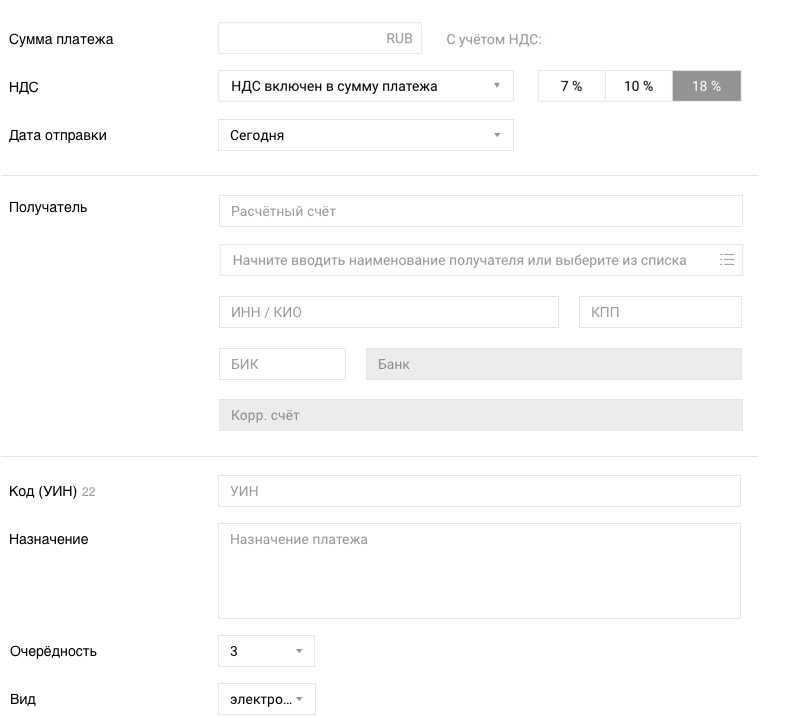 Сумма платежа RUB С учётом НДС:
НДС НДС включен в сумму платежа 7 % 10 % 18 %
Дата отправки Сегодня
Получатель Расчётный счёт
Начните вводить наименование получателя или выберите из списка
ИНН / КИО КПП
БИК Банк
Корр. счёт
Код (УИН) 22 УИН
Назначение Назначение платежа
Очерёдность 3
Вид электро...